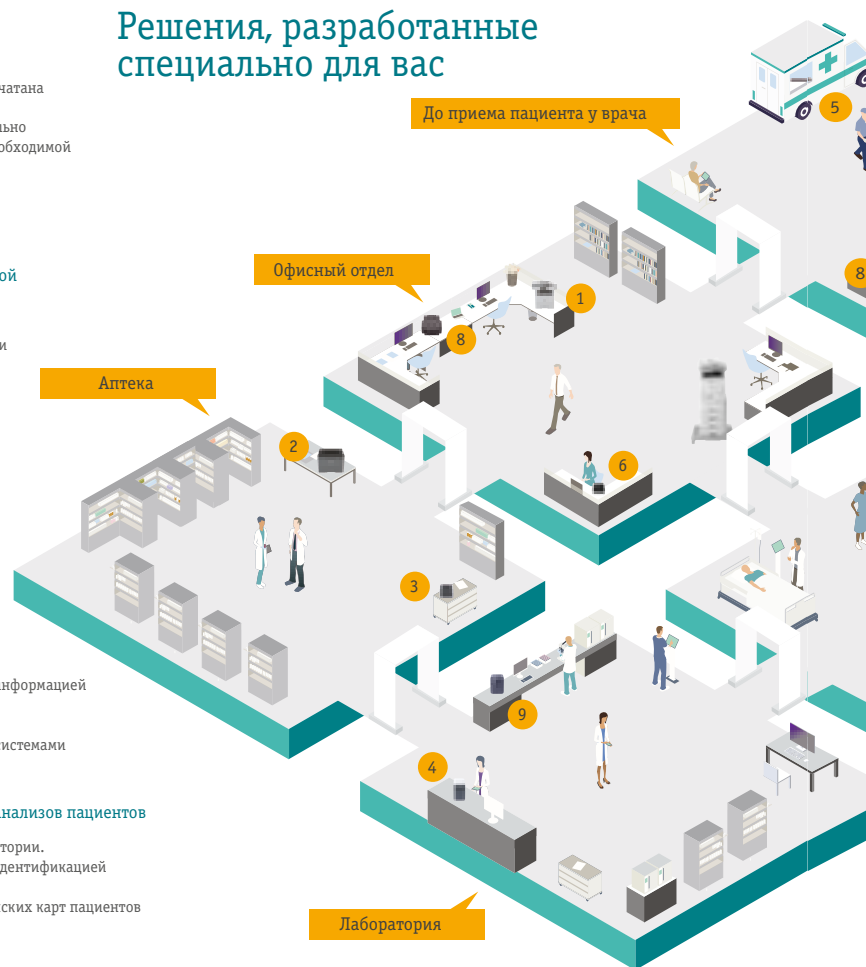 Решения, разработанные
специально для вас
До приема пациента у врача
5
8
Офисный отдел
1
8
Аптека
2
6
3
9
4
Лаборатория
чатана
ьно
обходимой
ой
и
нформацией
истемами
нализов пациентов
тории.
дентификацией
ских карт пациентов